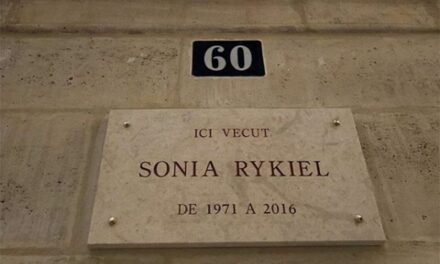 60
ICI VECUT
SONIA RYKIEL
DE 1971 A 2016